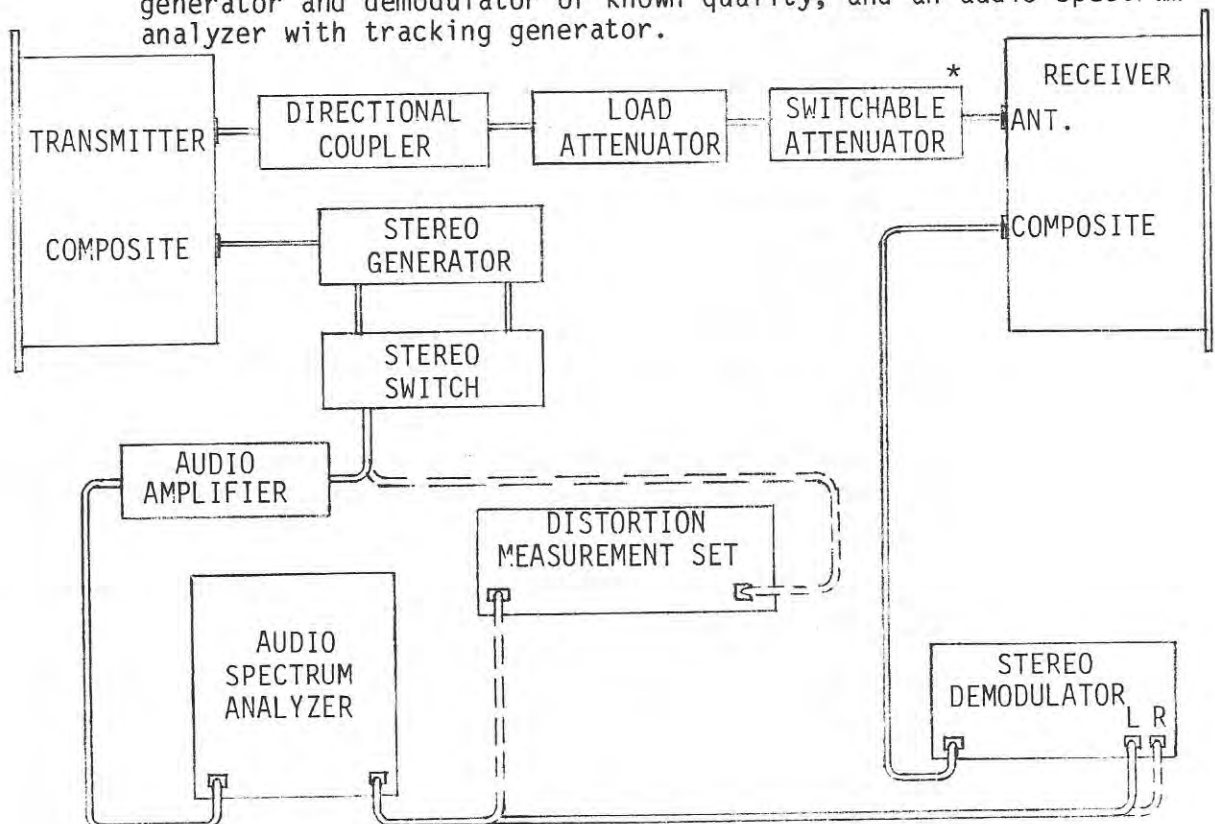 generator and demodulator of known quality, and an audio spectrum
analyzer with tracking generator.
*
TRANSMITTER
DIRECTIONAL
COUPLER
LOAD
ATTENUATOR
SWITCHABLE
ATTENUATOR
RECEIVER
ANT.
COMPOSITE
STEREO
GENERATOR
COMPOSITE
STEREO
SWITCH
AUDIO
AMPLIFIER
DISTORTION
MEASUREMENT SET
AUDIO
SPECTRUM
ANALYZER
STEREO
DEMODULATOR
L R